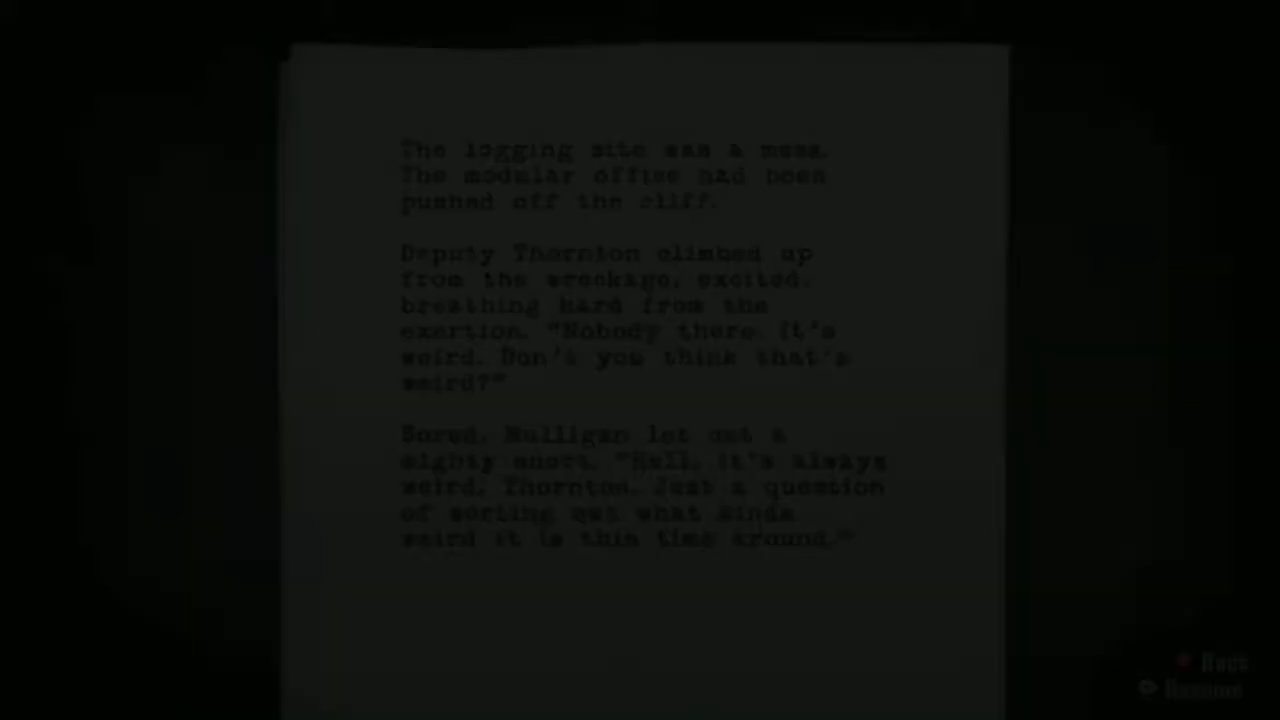 The logging site was a mess.
The modular office had been
pushed off the cliff.
Deputy Thornton climbed up
from the wreckage, excited,
breathing hard from the
exertion. "Nobody there. It's
weird. Don't you think that's
weird?"
Bored, Mulligan let out a
mighty snort. "Hell, it's always
weird, Thornton. Just a question
of sorting out what kinda
weird it is this time around."
Back
Resume